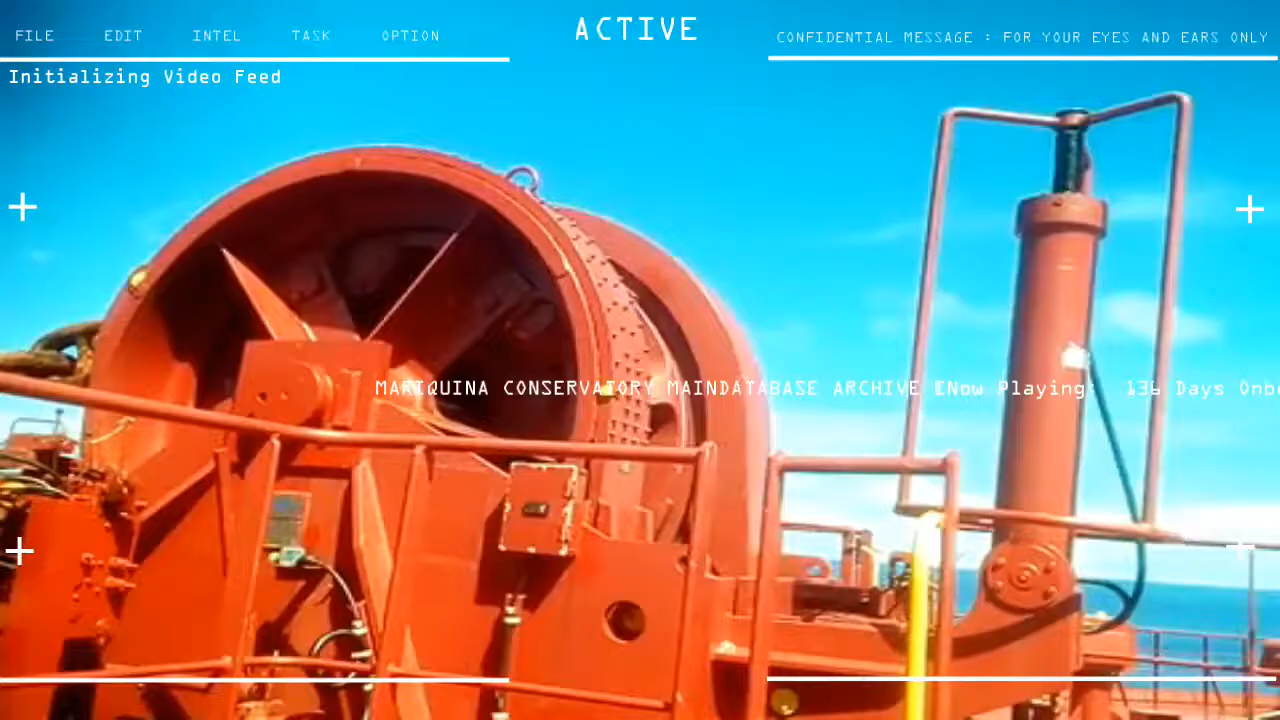 FILE EDIT INTEL TASK OPTION
ACTIVE
CONFIDENTIAL MESSAGE : FOR YOUR EYES AND EARS ONLY
Initializing Video Feed
MARIQUINA CONSERVATORY MAINDATABASE ARCHIVE Now Playing: 136 Days